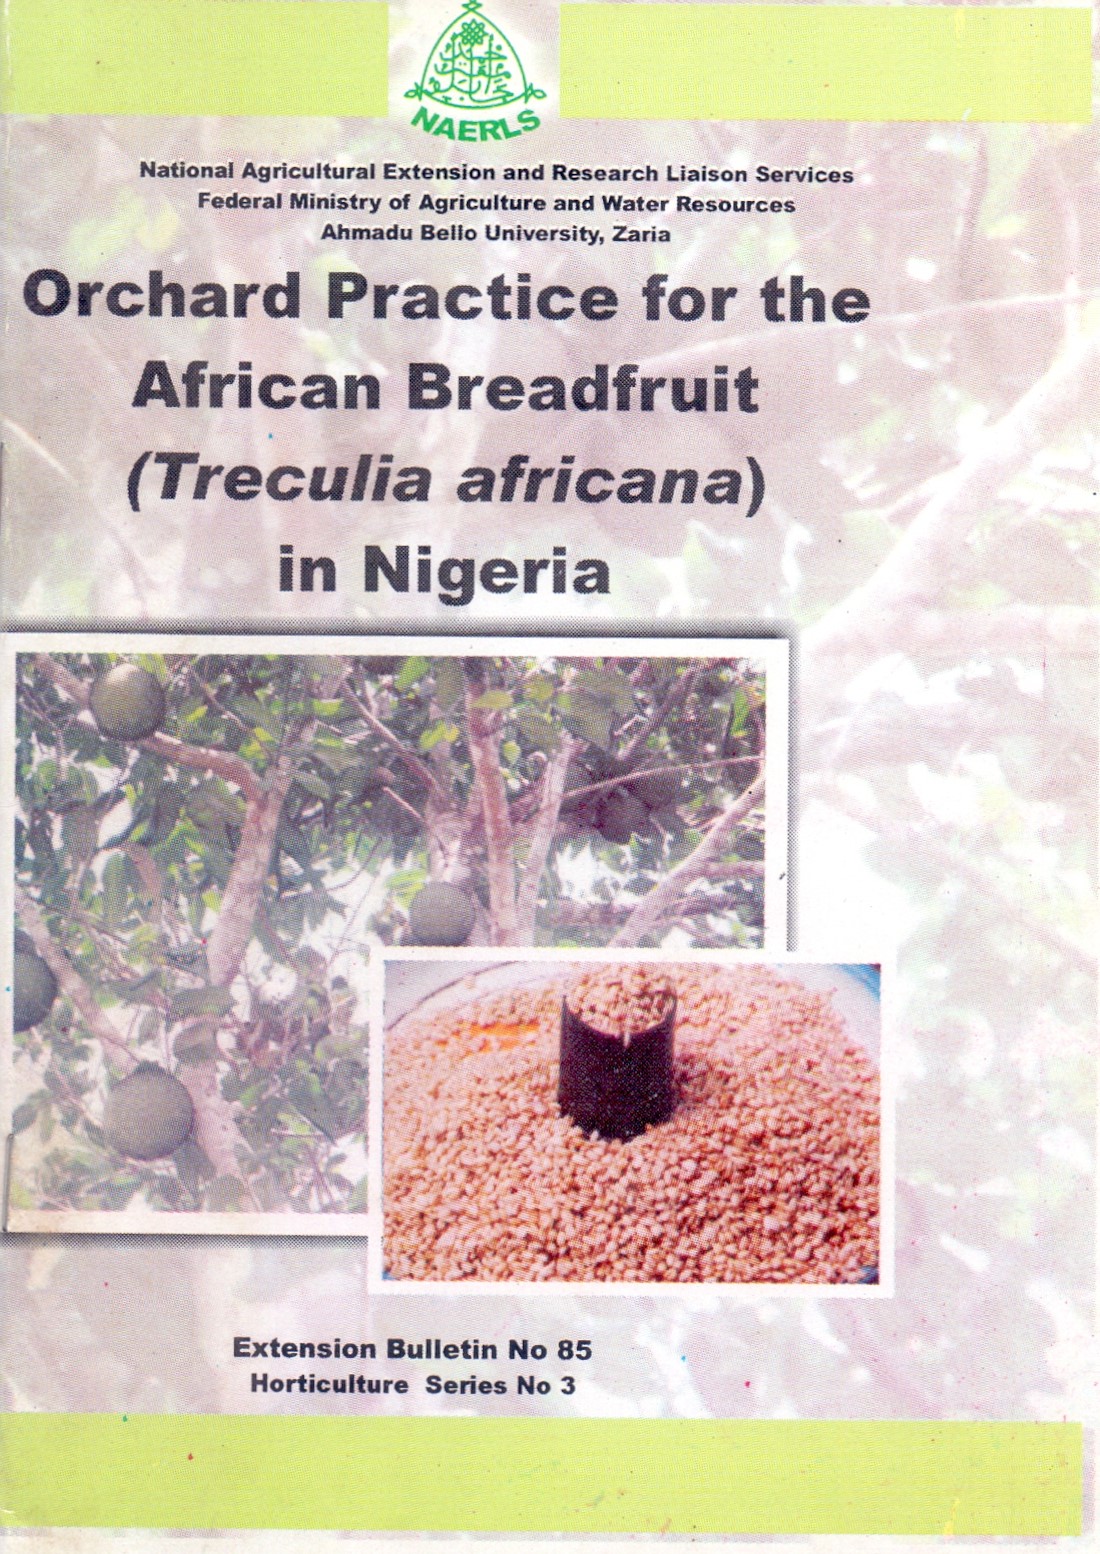 NAERLS
National Agricultural Extension and Research Liaison Services
Federal Ministry of Agriculture and Water Resources
Ahmadu Bello University, Zaria
Orchard Practice for the
African Breadfruit
(Treculia africana)
in Nigeria
Extension Bulletin No 85
Horticulture Series No 3